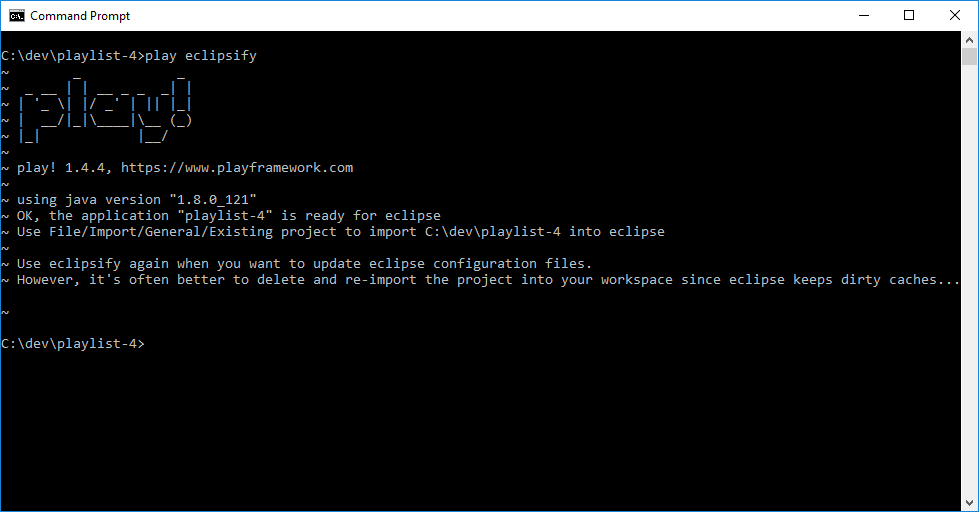 Command Prompt
C:\dev\playlist-4>play eclipsify
~        _            _
~  _ __ | | __ _ _  _| |
~ | '_ \| |/ _' | || |_|
~ |  __/|_|\____|\__ (_)
~ |_|            |__/
~
~ play! 1.4.4, https://www.playframework.com
~
~ using java version "1.8.0_121"
~ OK, the application "playlist-4" is ready for eclipse
~ Use File/Import/General/Existing project to import C:\dev\playlist-4 into eclipse
~
~ Use eclipsify again when you want to update eclipse configuration files.
~ However, it's often better to delete and re-import the project into your workspace since eclipse keeps dirty caches...
~
C:\dev\playlist-4>